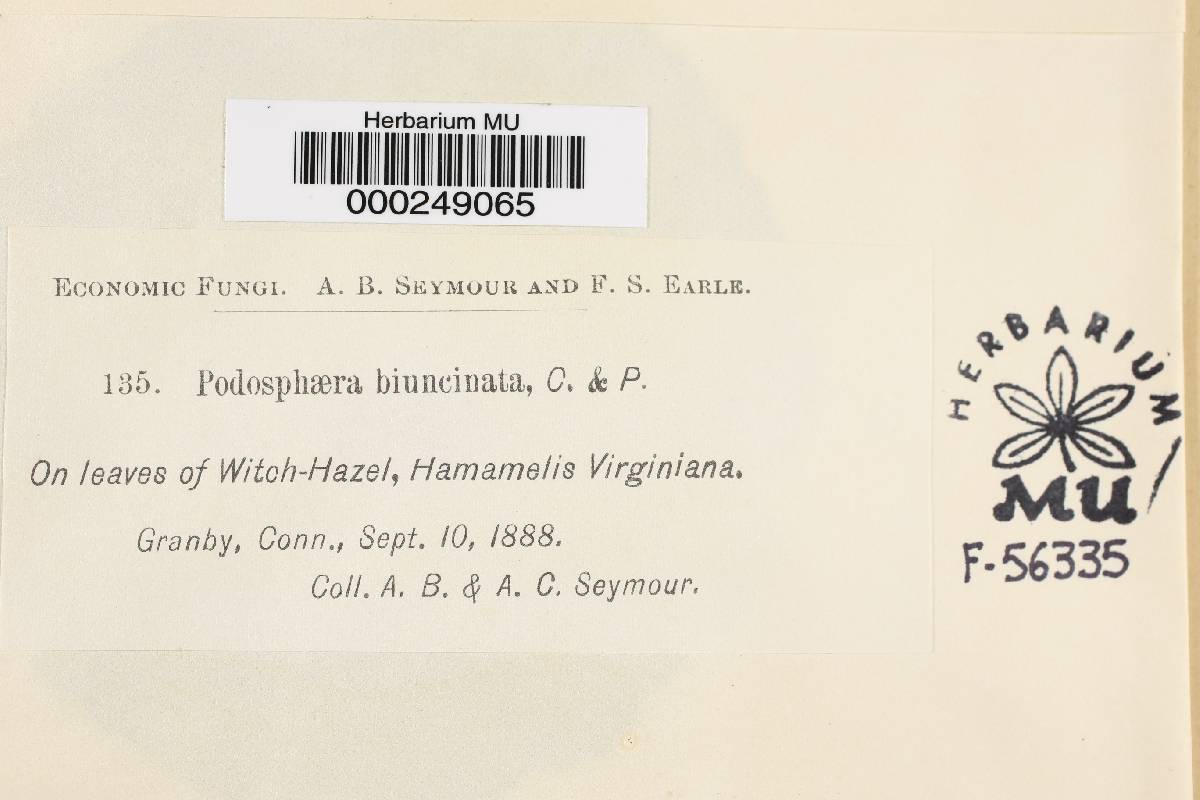 Herbarium MU
000249065
ECONOMIC FUNGI. A. B. SEYMOUR AND F. S. EARLE.
135. Podosphæra biuncinata, C. & P.
On leaves of Witch-Hazel, Hamamelis Virginiana.
Granby, Conn., Sept. 10, 1888.
Coll. A. B. & A. C. Seymour.
HERBARIUM
MU
F-56335